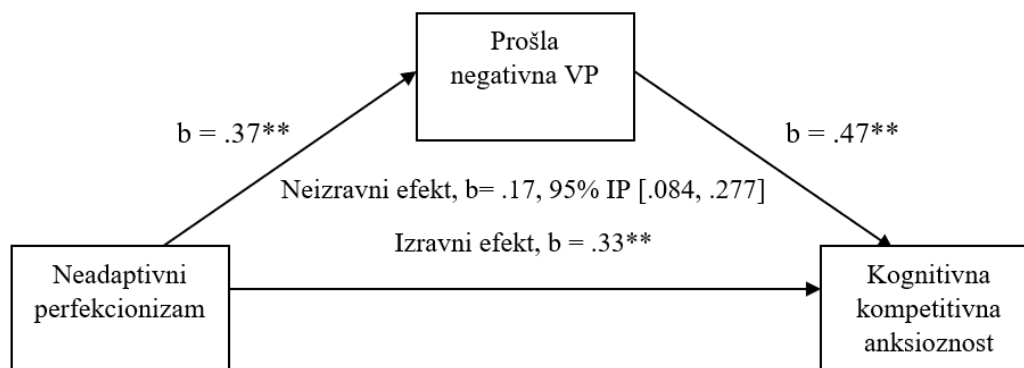 Prošla
negativna VP
b = .37**
b = .47**
Neizravni efekt, b= .17, 95% IP [.084, .277]
Izravni efekt, b = .33**
Neadaptivni
perfekcionizam
Kognitivna
kompetitivna
anksioznost